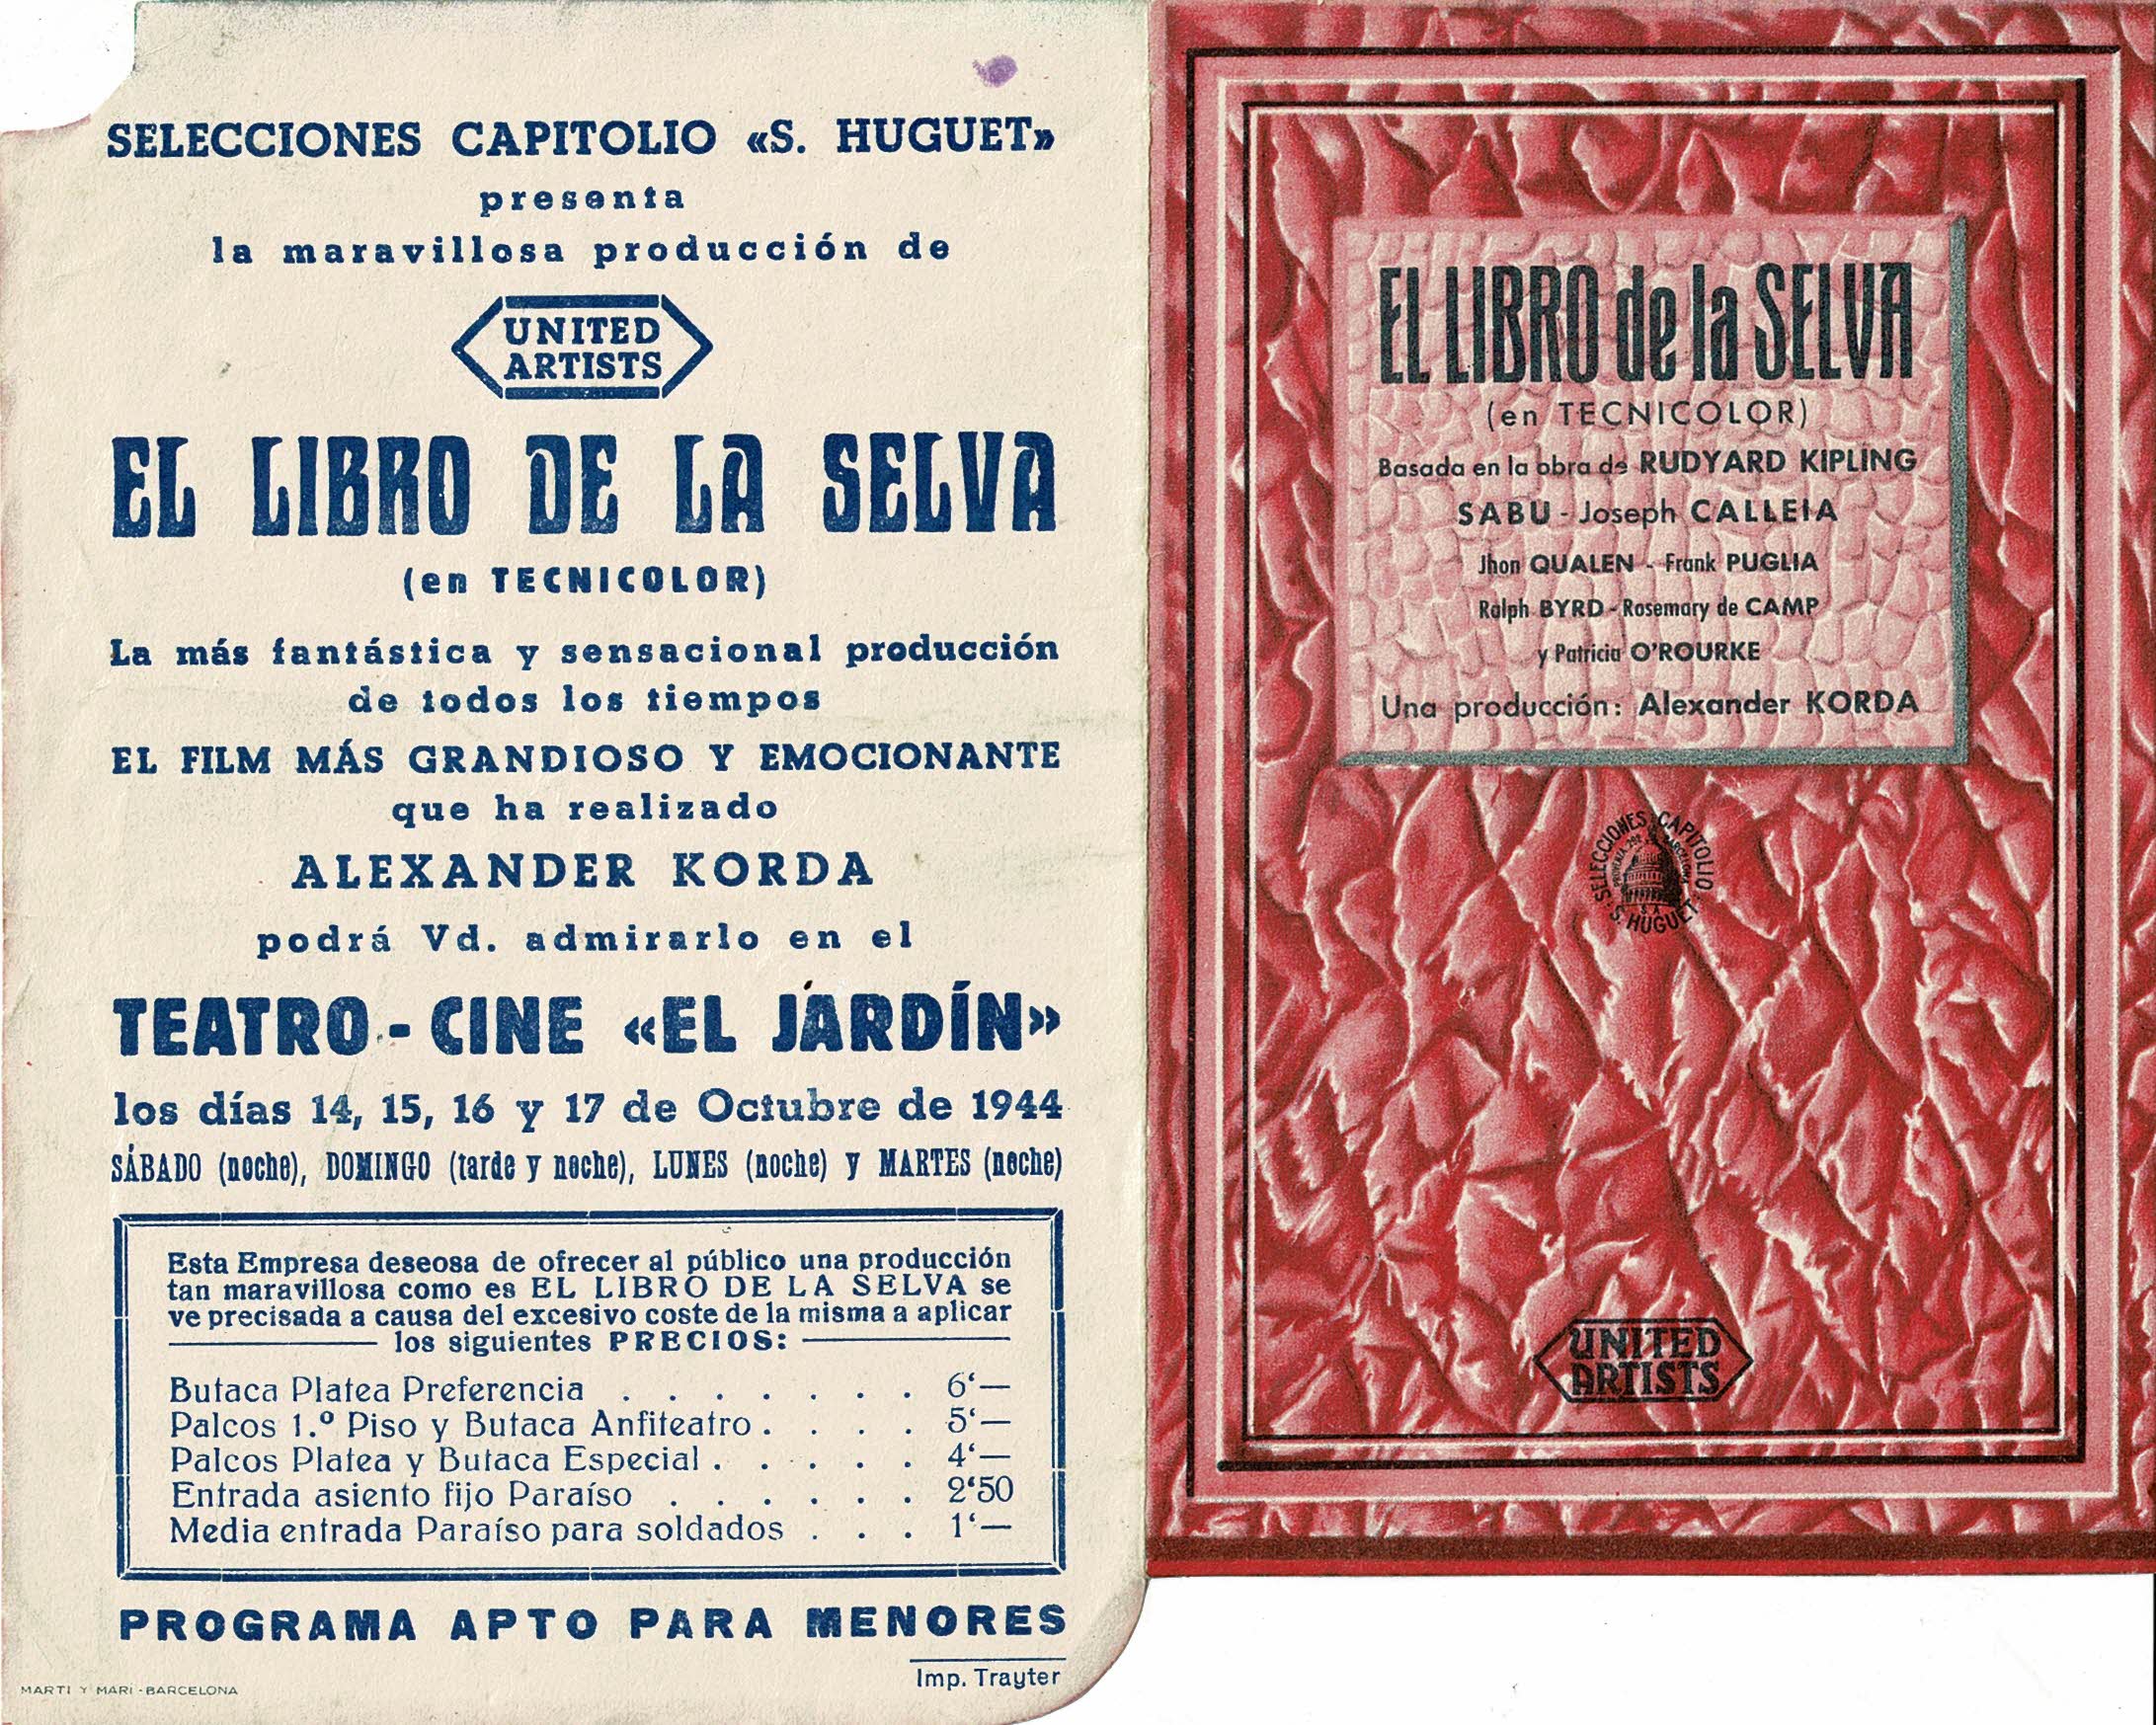 SELECCIONES CAPITOLIO «S. HUGUET»
presenta
la maravillosa producción de
UNITED
ARTISTS
EL LIBRO DE LA SELVA
(en TECNICOLOR)
La más fantástica y sensacional producción
de todos los tiempos
EL FILM MÁS GRANDIOSO Y EMOCIONANTE
que ha realizado
ALEXANDER KORDA
podrá Vd. admirarlo en el
TEATRO - CINE «EL JARDÍN»
los días 14, 15, 16 y 17 de Octubre de 1944
SÁBADO (noche), DOMINGO (tarde y noche), LUNES (noche) y MARTES (noche)
Esta Empresa deseosa de ofrecer al público una producción
tan maravillosa como es EL LIBRO DE LA SELVA se
ve precisada a causa del excesivo coste de la misma a aplicar
los siguientes PRECIOS:
Butaca Platea Preferencia . . . . . . . 6‘—
Palcos 1.º Piso y Butaca Anfiteatro . . . . 5‘—
Palcos Platea y Butaca Especial . . . . . 4‘—
Entrada asiento fijo Paraíso . . . . . . 2‘50
Media entrada Paraíso para soldados . . . 1‘—
PROGRAMA APTO PARA MENORES
Imp. Trayter
MARTI Y MARI - BARCELONA
EL LIBRO de la SELVA
(en TECNICOLOR)
Basada en la obra de RUDYARD KIPLING
SABU - Joseph CALLEIA
Jhon QUALEN - Frank PUGLIA
Ralph BYRD - Rosemary de CAMP
y Patricia O'ROURKE
Una producción: Alexander KORDA
SELECCIONES CAPITOLIO
S. HUGUET
UNITED
ARTISTS